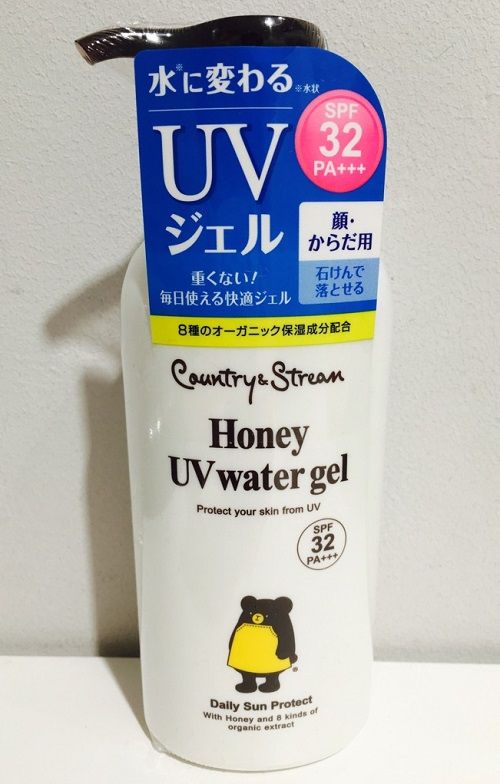 水※に変わる
※水状
UV
ジェル
SPF
32
PA+++
顔・
からだ用
石けんで
落とせる
重くない!
毎日使える快適ジェル
8種のオーガニック保湿成分配合
Country & Stream
Honey
UV water gel
Protect your skin from UV
SPF
32
PA+++
®
Daily Sun Protect
With Honey and 8 kinds of
organic extract